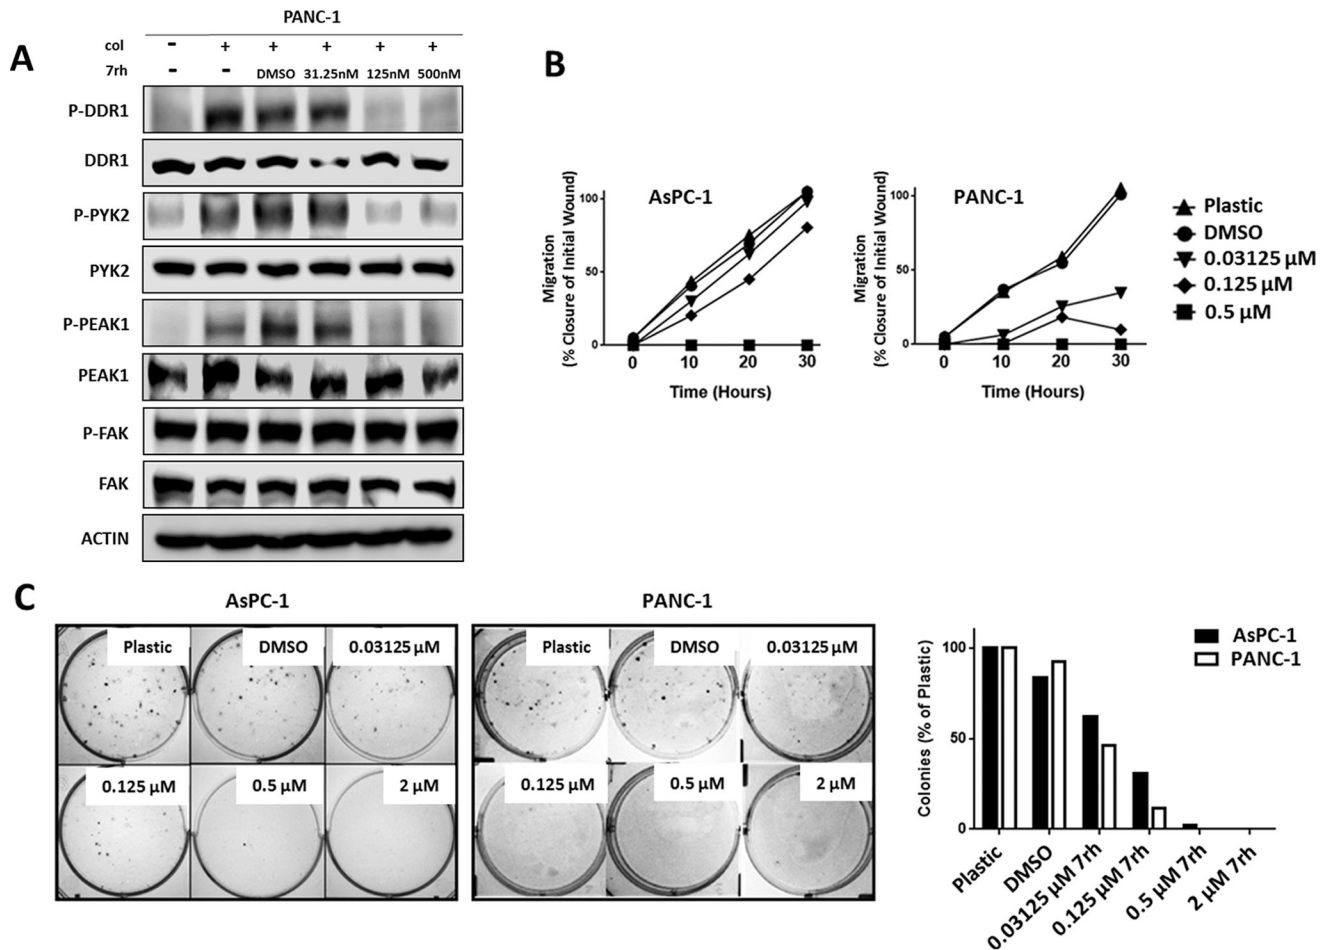 A
PANC-1
col - + + + + +
7rh - - DMSO 31.25nM 125nM 500nM
P-DDR1
DDR1
P-PYK2
PYK2
P-PEAK1
PEAK1
P-FAK
FAK
ACTIN
B
AsPC-1
Migration
(% Closure of Initial Wound)
100
50
0
0 10 20 30
Time (Hours)
PANC-1
Migration
(% Closure of Initial Wound)
100
50
0
0 10 20 30
Time (Hours)
Plastic
DMSO
0.03125 µM
0.125 µM
0.5 µM
C
AsPC-1
Plastic DMSO 0.03125 µM
0.125 µM 0.5 µM 2 µM
PANC-1
Plastic DMSO 0.03125 µM
0.125 µM 0.5 µM 2 µM
Colonies (% of Plastic)
100
50
0
Plastic
DMSO
0.03125 µM 7rh
0.125 µM 7rh
0.5 µM 7rh
2 µM 7rh
AsPC-1
PANC-1